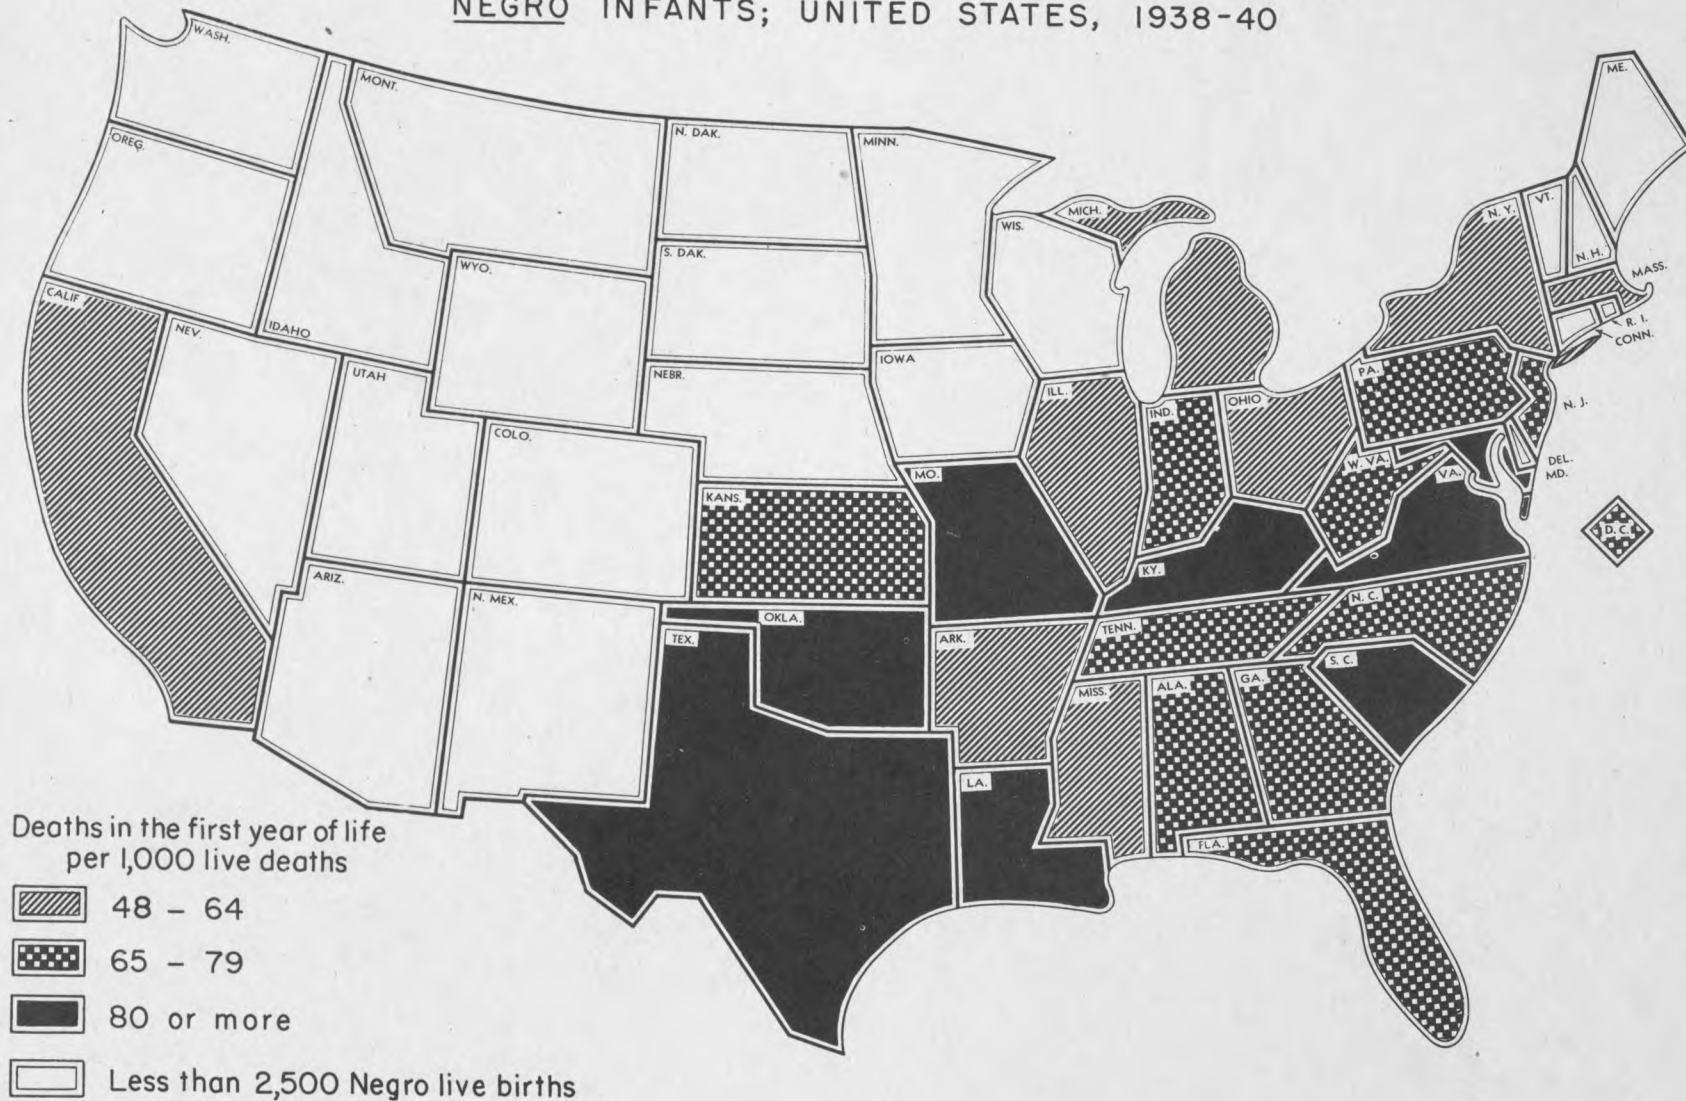 NEGRO INFANTS; UNITED STATES, 1938-40
WASH.
MONT.
N. DAK.
MINN.
ME.
OREG.
MICH.
WIS.
N. Y.
VT.
N. H.
MASS.
S. DAK.
WYO.
CALIF
NEV.
IDAHO
R. I.
CONN.
UTAH
NEBR.
IOWA
ILL.
IND.
OHIO
PA.
N. J.
COLO.
KANS.
MO.
W. VA.
VA.
DEL.
MD.
D. C.
ARIZ.
N. MEX.
OKLA.
TEX.
KY.
N. C.
ARK.
TENN.
S. C.
MISS.
ALA.
GA.
LA.
FLA.
Deaths in the first year of life
per 1,000 live deaths
48 – 64
65 – 79
80 or more
Less than 2,500 Negro live births